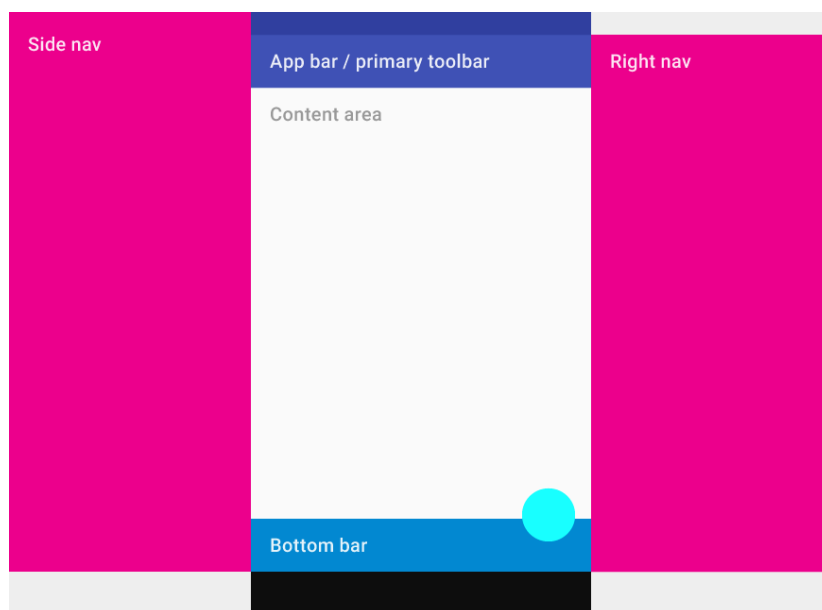 Side nav
App bar / primary toolbar
Right nav
Content area
Bottom bar